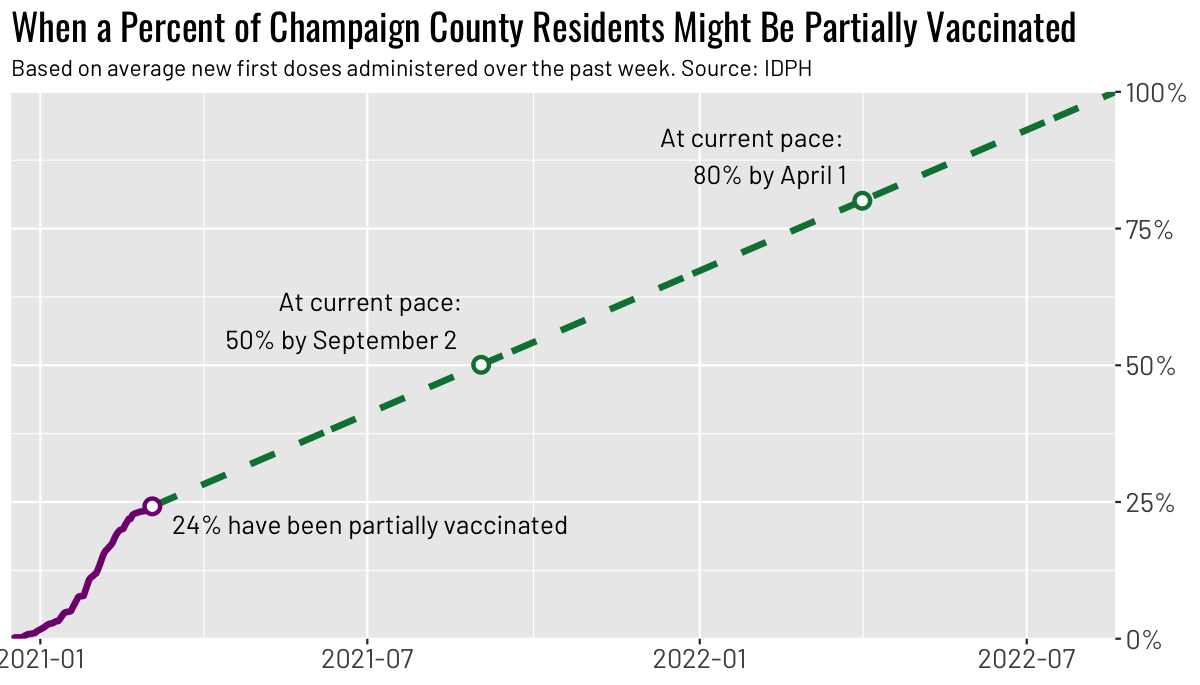 When a Percent of Champaign County Residents Might Be Partially Vaccinated
Based on average new first doses administered over the past week. Source: IDPH
100%
At current pace:
80% by April 1
75%
At current pace:
50% by September 2
50%
25%
24% have been partially vaccinated
0%
2021-01
2021-07
2022-01
2022-07